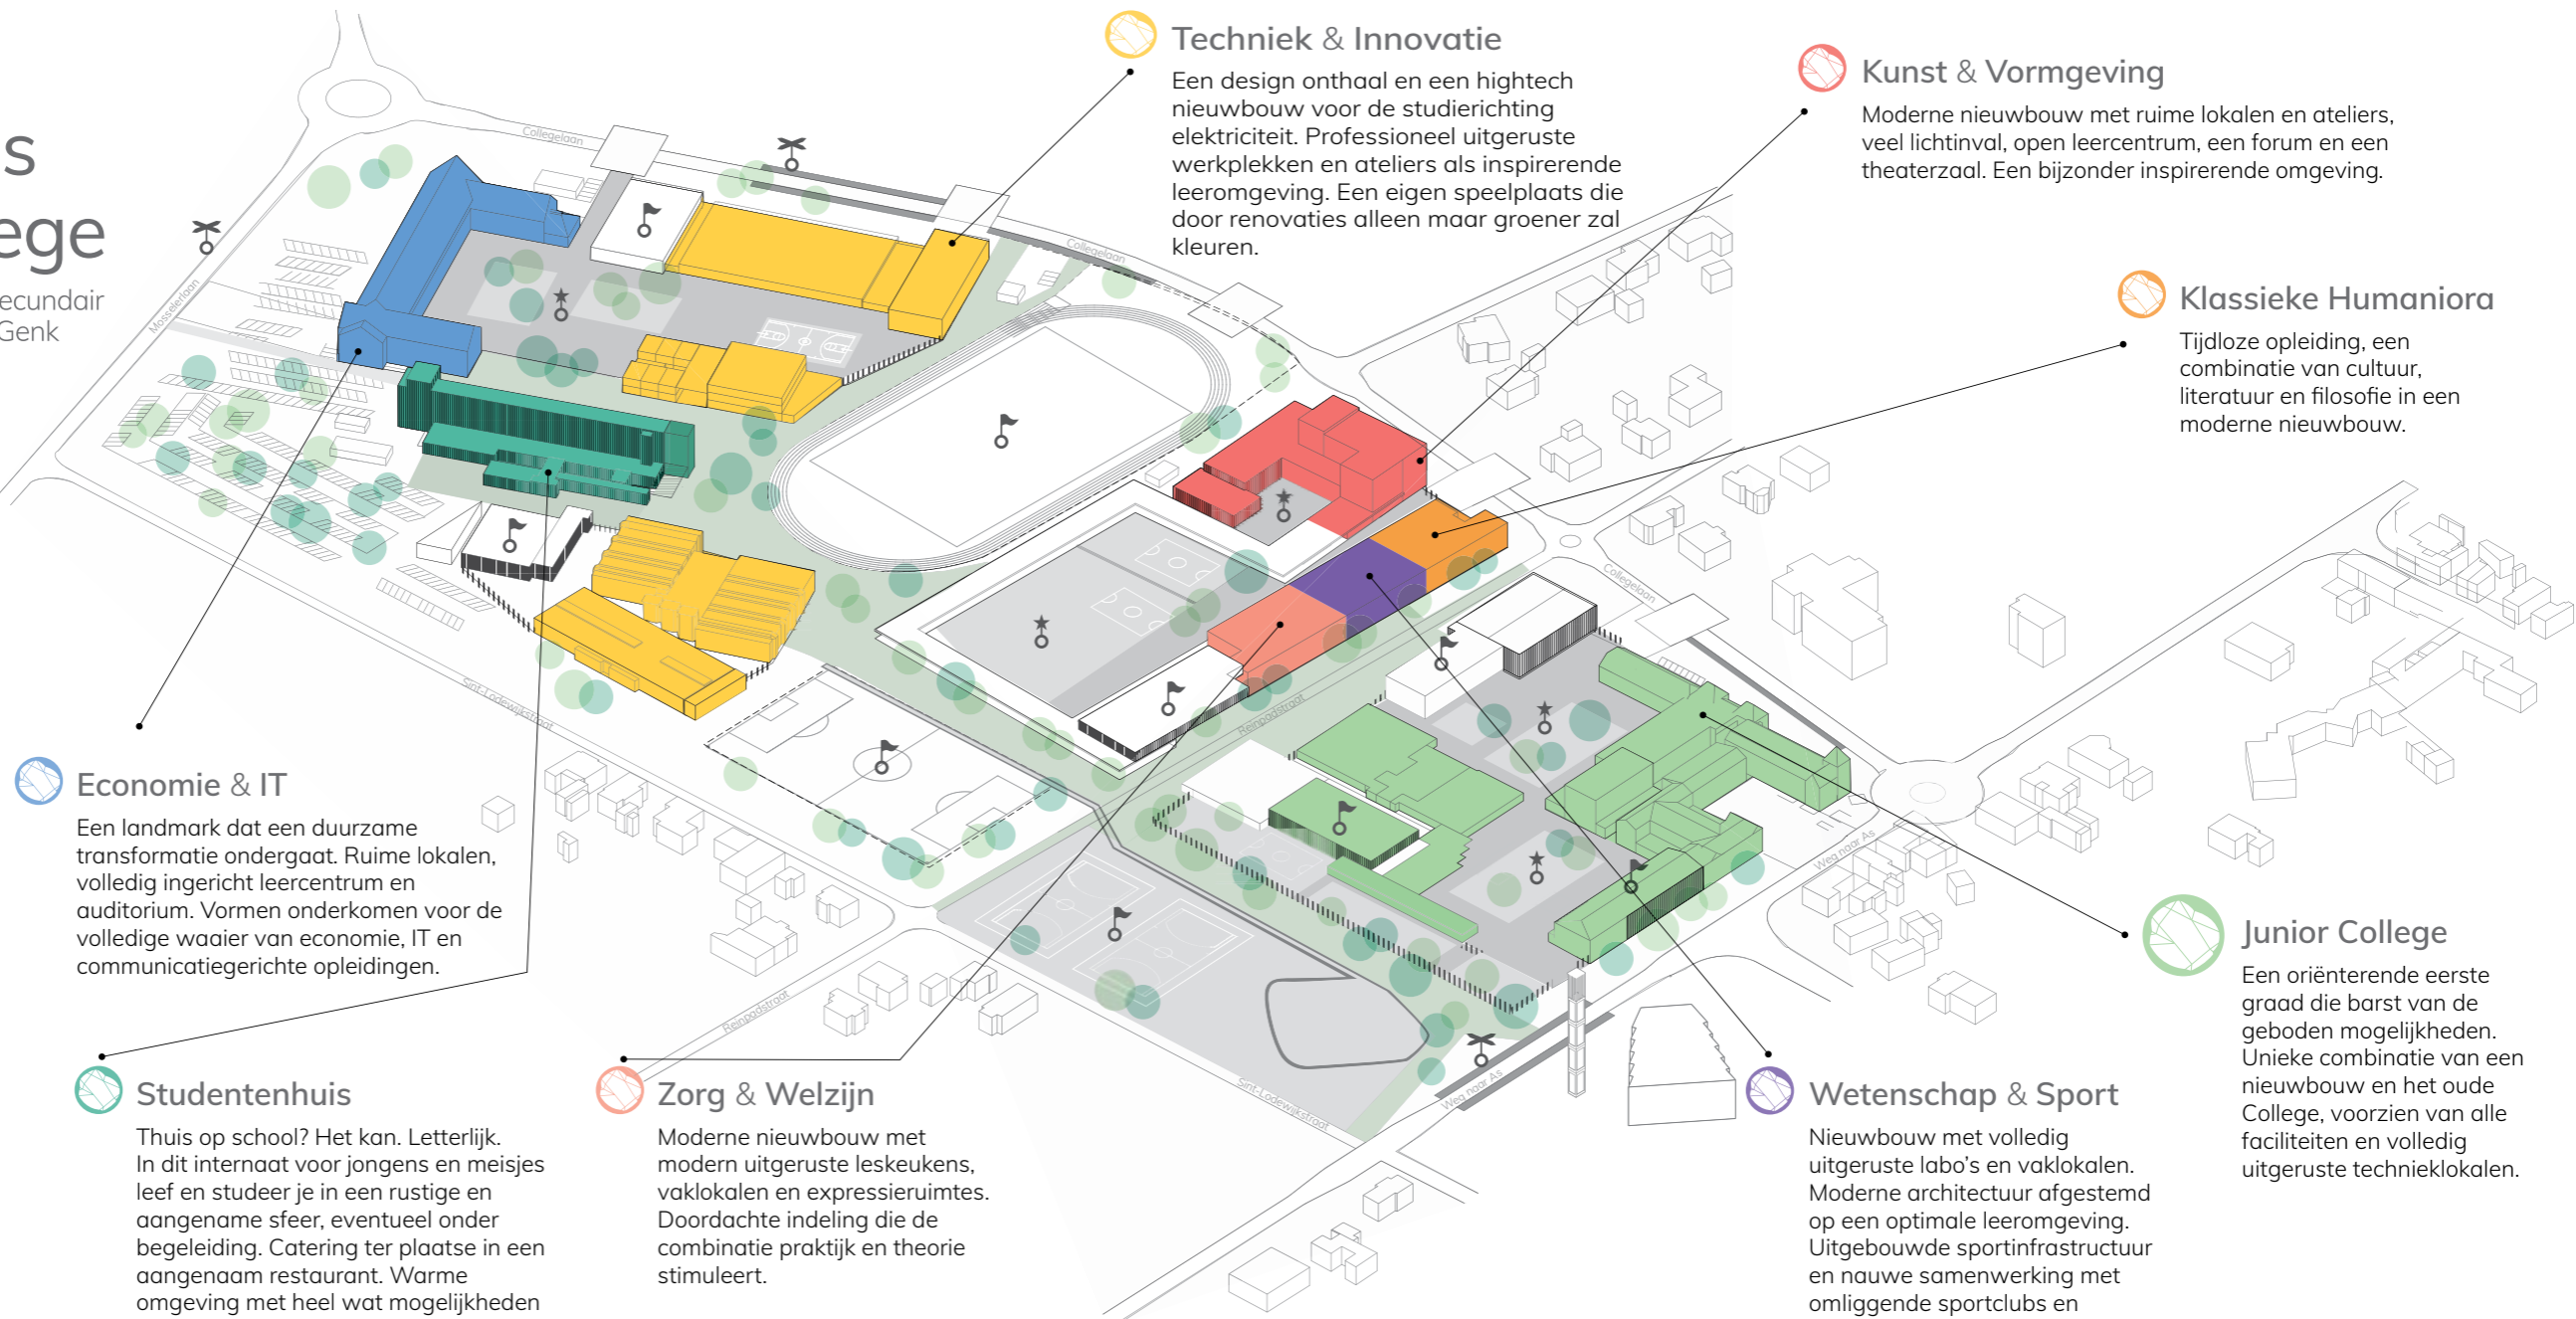 s
ege
ecundair
Genk
Techniek & Innovatie
Een design onthaal en een hightech
nieuwbouw voor de studierichting
elektriciteit. Professioneel uitgeruste
werkplekken en ateliers als inspirerende
leeromgeving. Een eigen speelplaats die
door renovaties alleen maar groener zal
kleuren.
Kunst & Vormgeving
Moderne nieuwbouw met ruime lokalen en ateliers,
veel lichtinval, open leercentrum, een forum en een
theaterzaal. Een bijzonder inspirerende omgeving.
Klassieke Humaniora
Tijdloze opleiding, een
combinatie van cultuur,
literatuur en filosofie in een
moderne nieuwbouw.
Collegelaan
Collegelaan
Mosselerlaan
Collegelaan
Sint-Lodewijkstraat
Reinpadstraat
Weg naar As
Reinpadstraat
Sint-Lodewijkstraat
Weg naar As
Economie & IT
Een landmark dat een duurzame
transformatie ondergaat. Ruime lokalen,
volledig ingericht leercentrum en
auditorium. Vormen onderkomen voor de
volledige waaier van economie, IT en
communicatiegerichte opleidingen.
Junior College
Een oriënterende eerste
graad die barst van de
geboden mogelijkheden.
Unieke combinatie van een
nieuwbouw en het oude
College, voorzien van alle
faciliteiten en volledig
uitgeruste technieklokalen.
Studentenhuis
Thuis op school? Het kan. Letterlijk.
In dit internaat voor jongens en meisjes
leef en studeer je in een rustige en
aangename sfeer, eventueel onder
begeleiding. Catering ter plaatse in een
aangenaam restaurant. Warme
omgeving met heel wat mogelijkheden
Zorg & Welzijn
Moderne nieuwbouw met
modern uitgeruste leskeukens,
vaklokalen en expressieruimtes.
Doordachte indeling die de
combinatie praktijk en theorie
stimuleert.
Wetenschap & Sport
Nieuwbouw met volledig
uitgeruste labo's en vaklokalen.
Moderne architectuur afgestemd
op een optimale leeromgeving.
Uitgebouwde sportinfrastructuur
en nauwe samenwerking met
omliggende sportclubs en